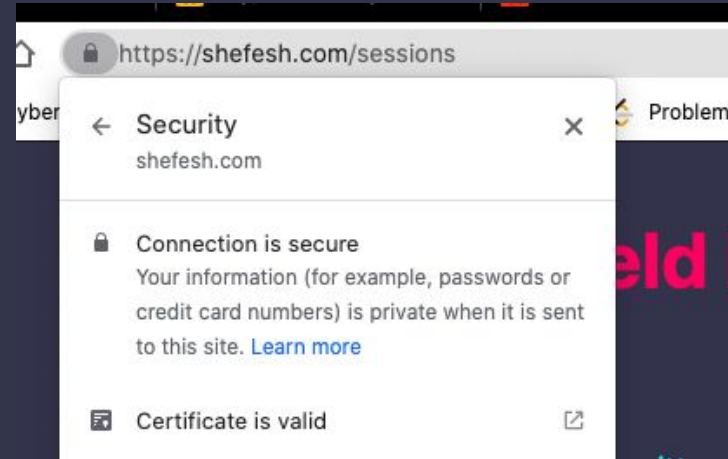 https://shefesh.com/sessions
yber
Problem
Security
shefesh.com
eld
Connection is secure
Your information (for example, passwords or
credit card numbers) is private when it is sent
to this site. Learn more
Certificate is valid